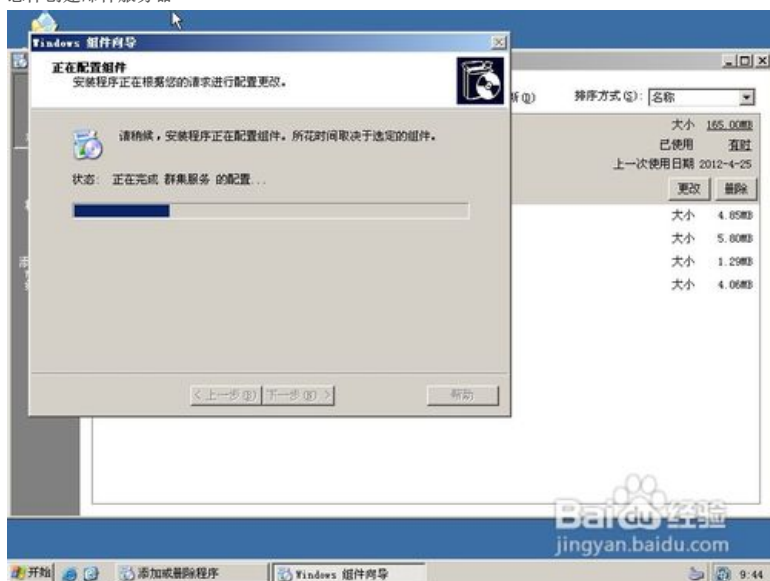 Windows 组件向导
正在配置组件
安装程序正在根据您的请求进行配置更改。
请稍候，安装程序正在配置组件。所花时间取决于选定的组件。
状态: 正在完成 群集服务 的配置...
< 上一步(B) 下一步(N) > 帮助
排序方式(S): 名称
大小 165.00MB
已使用 有时
上一次使用日期 2012-4-25
更改 删除
大小 4.85MB
大小 5.80MB
大小 1.29MB
大小 4.06MB
Baidu 经验
jingyan.baidu.com
开始 添加或删除程序 Windows 组件向导 9:44